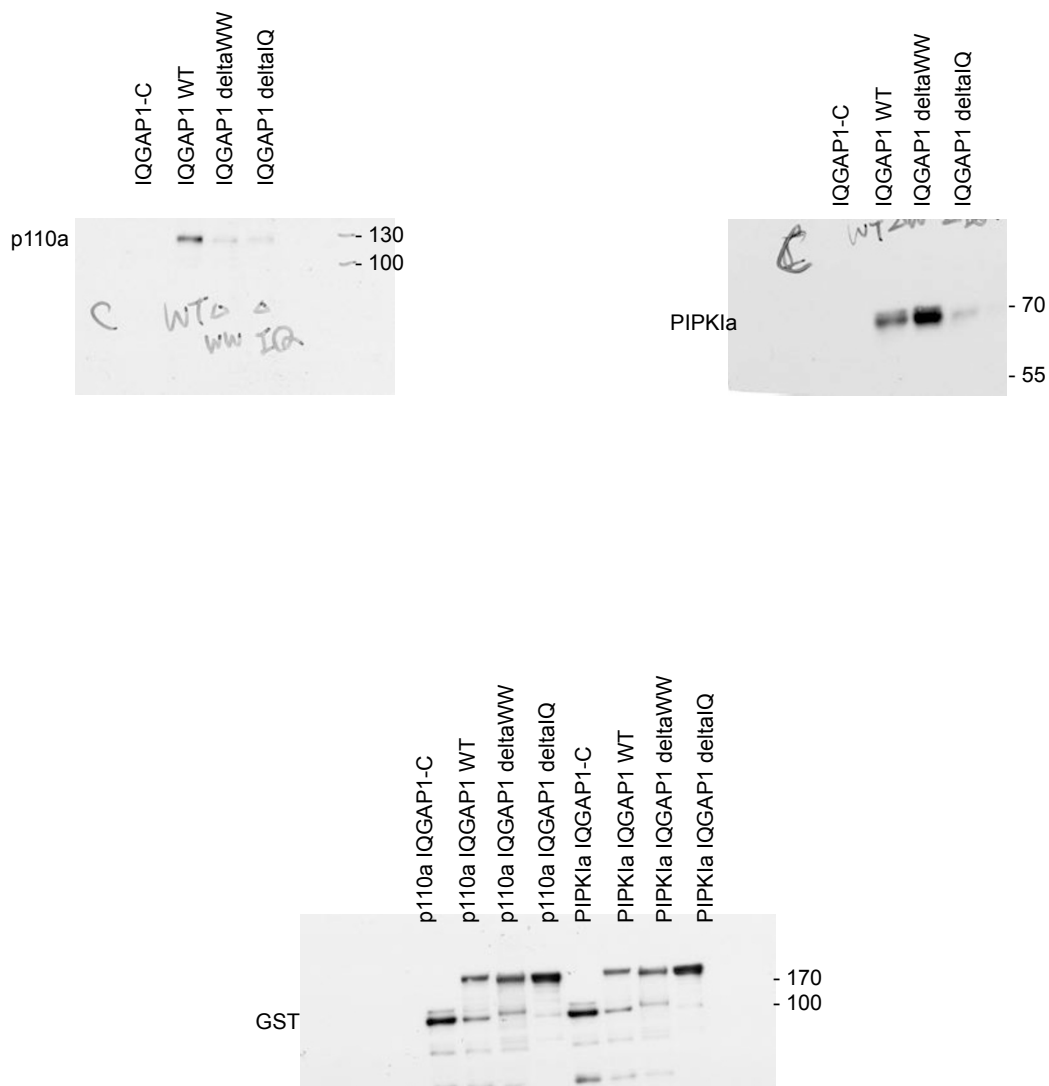 IQGAP1-C
IQGAP1 WT
IQGAP1 deltaWW
IQGAP1 deltaIQ
p110a
- 130
- 100
C WT △ △
WW IQ
IQGAP1-C
IQGAP1 WT
IQGAP1 deltaWW
IQGAP1 deltaIQ
C WT
PIPKIa
- 70
- 55
p110a IQGAP1-C
p110a IQGAP1 WT
p110a IQGAP1 deltaWW
p110a IQGAP1 deltaIQ
PIPKIa IQGAP1-C
PIPKIa IQGAP1 WT
PIPKIa IQGAP1 deltaWW
PIPKIa IQGAP1 deltaIQ
GST
- 170
- 100